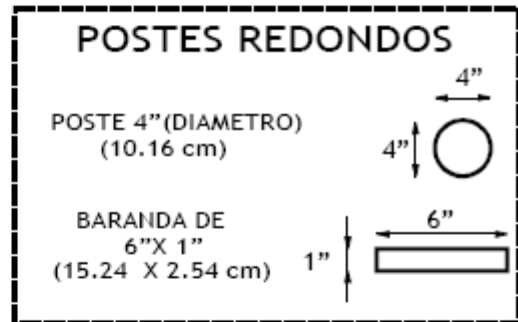 POSTES REDONDOS
4”
POSTE 4”(DIAMETRO)
(10.16 cm)
4”
BARANDA DE
6”X 1”
(15.24 X 2.54 cm)
6”
1”